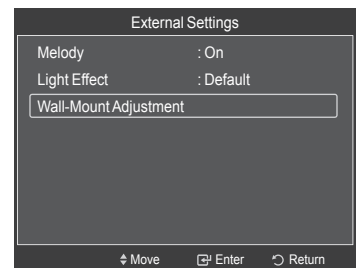 External Settings
Melody : On
Light Effect : Default
Wall-Mount Adjustment
Move Enter Return